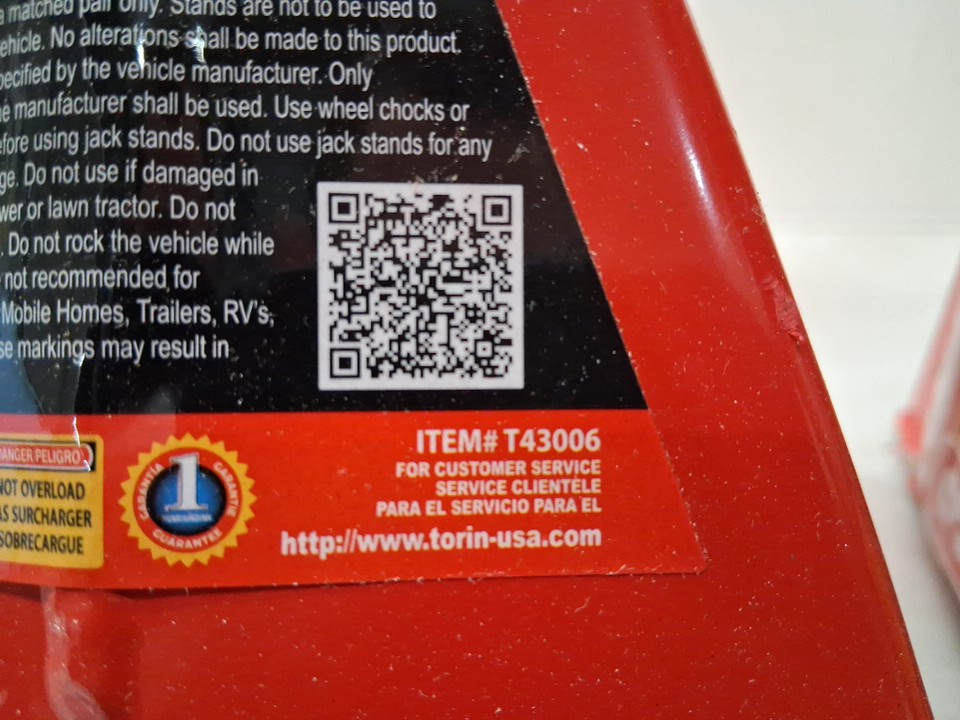 a matched pair only. Stands are not to be used to
ehicle. No alterations shall be made to this product.
pecified by the vehicle manufacturer. Only
e manufacturer shall be used. Use wheel chocks or
efore using jack stands. Do not use jack stands for any
ge. Do not use if damaged in
wer or lawn tractor. Do not
. Do not rock the vehicle while
not recommended for
Mobile Homes, Trailers, RV's,
se markings may result in
ANGER PELIGRO
NOT OVERLOAD
AS SURCHARGER
SOBRECARGUE
GARANTÍA GARANTIE
1
GUARANTEE
ITEM# T43006
FOR CUSTOMER SERVICE
SERVICE CLIENTÈLE
PARA EL SERVICIO PARA EL
http://www.torin-usa.com